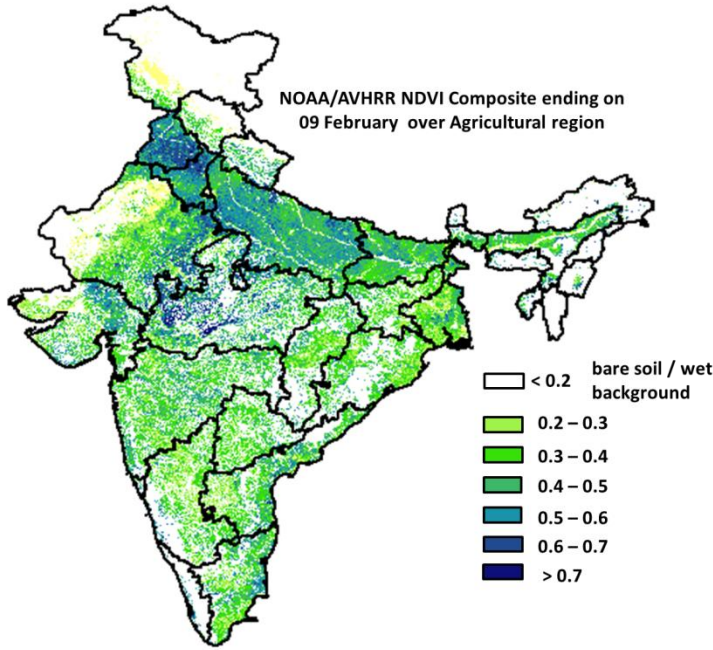 NOAA/AVHRR NDVI Composite ending on
09 February over Agricultural region
< 0.2 bare soil / wet
background
0.2 – 0.3
0.3 – 0.4
0.4 – 0.5
0.5 – 0.6
0.6 – 0.7
> 0.7